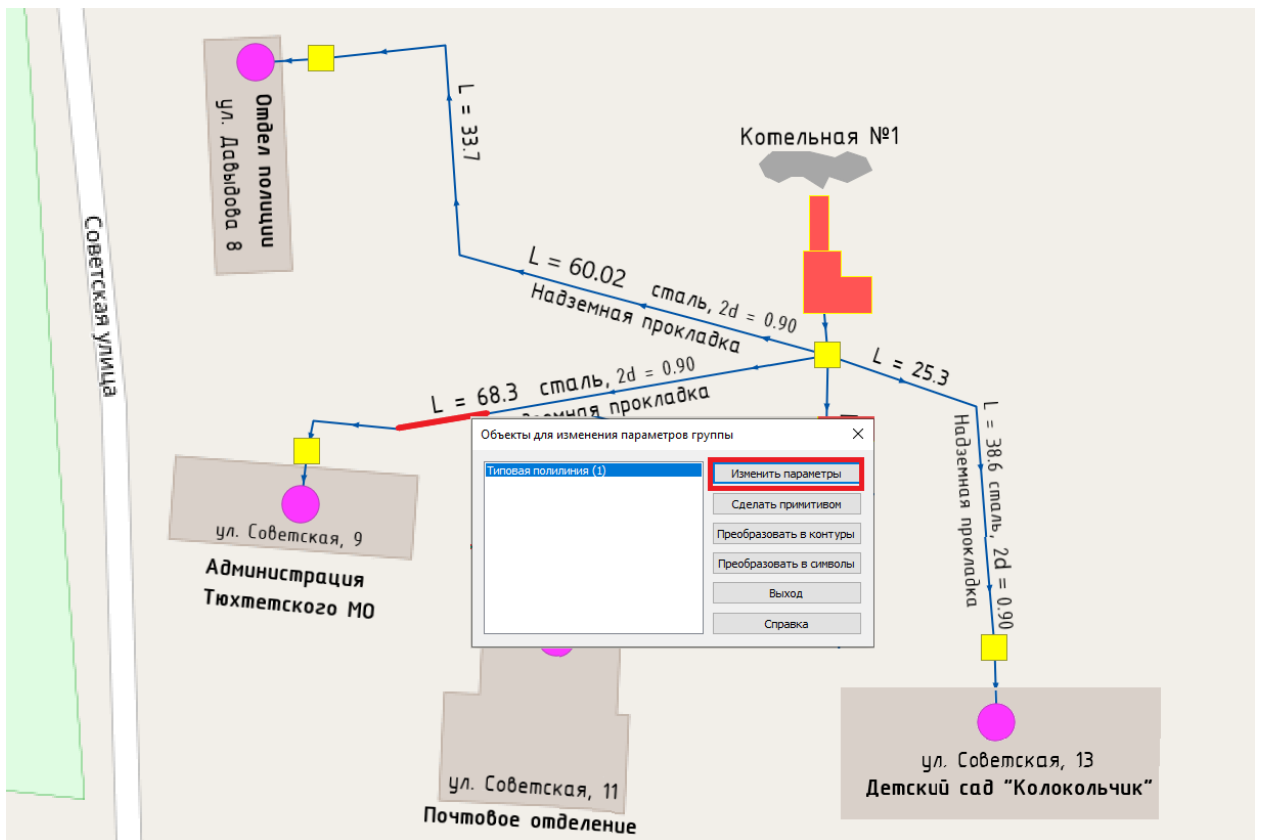 Отдел полиции
ул. Давыдова 8
L = 33.7
Котельная №1
Советская улица
L = 60.02 сталь, 2d = 0.90
Надземная прокладка
L = 25.3
L = 68.3 сталь, 2d = 0.90
прокладка
L = 38.6 сталь, 2d = 0.90
Надземная прокладка
Объекты для изменения параметров группы
Типовая полилиния (1)
Изменить параметры
Сделать примитивом
Преобразовать в контуры
Преобразовать в символы
Выход
Справка
ул. Советская, 9
Администрация
Тюхтетского МО
ул. Советская, 11
Почтовое отделение
ул. Советская, 13
Детский сад "Колокольчик"